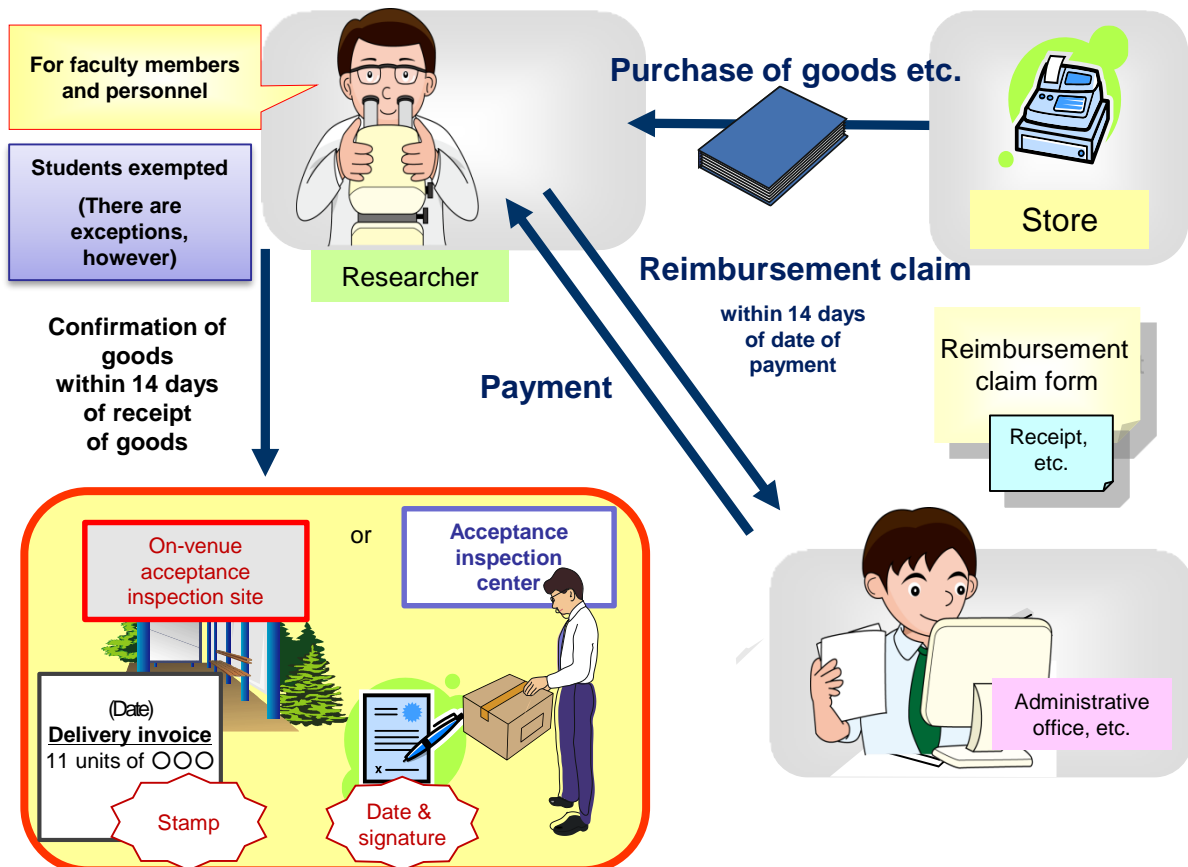 For faculty members
and personnel
Students exempted
(There are
exceptions,
however)
Researcher
Purchase of goods etc.
Store
Reimbursement claim
within 14 days
of date of
payment
Payment
Reimbursement
claim form
Receipt,
etc.
Confirmation of
goods
within 14 days
of receipt
of goods
On-venue
acceptance
inspection site
or
Acceptance
inspection
center
(Date)
Delivery invoice
11 units of ○○○
Stamp
x
Date &
signature
Administrative
office, etc.